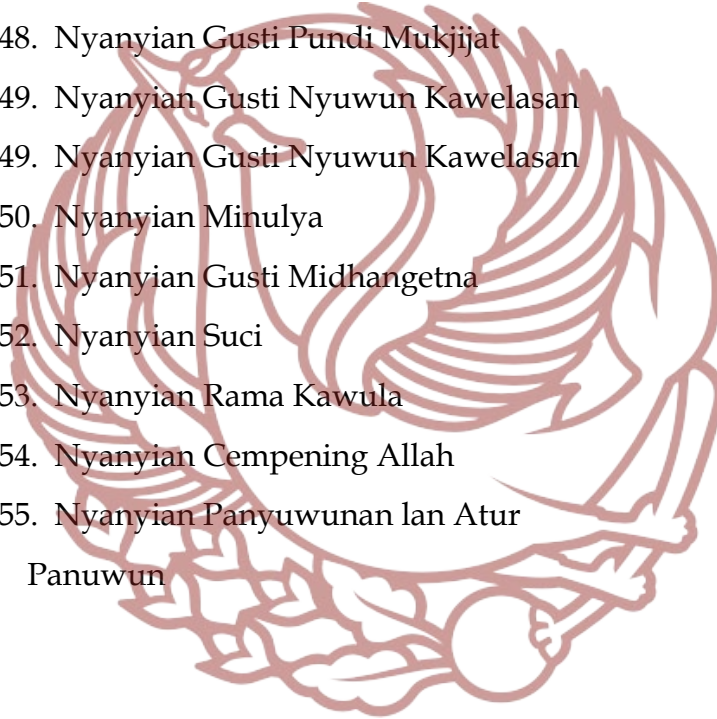 48. Nyanyian Gusti Pundi Mukjijat
49. Nyanyian Gusti Nyuwun Kawelasan
49. Nyanyian Gusti Nyuwun Kawelasan
50. Nyanyian Minulya
51. Nyanyian Gusti Midhangetna
52. Nyanyian Suci
53. Nyanyian Rama Kawula
54. Nyanyian Cempening Allah
55. Nyanyian Panyuwunan lan Atur
Panuwun